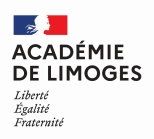 ACADÉMIE
DE LIMOGES
Liberté
Égalité
Fraternité